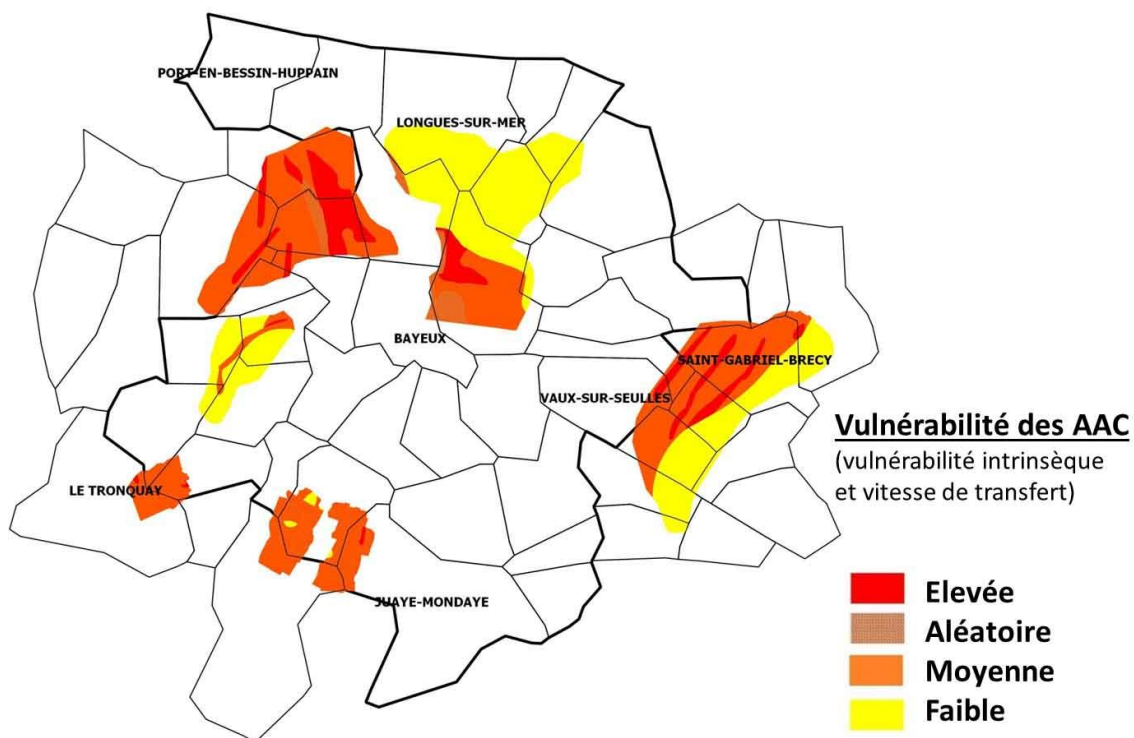 PORT-EN-BESSIN-HUPPAIN
LONGUES-SUR-MER
BAYEUX
SAINT-GABRIEL-BRECY
VAUX-SUR-SEULLES
LE TRONQUAY
JUAYE-MONDAYE
Vulnérabilité des AAC
(vulnérabilité intrinsèque
et vitesse de transfert)
Elevée
Aléatoire
Moyenne
Faible